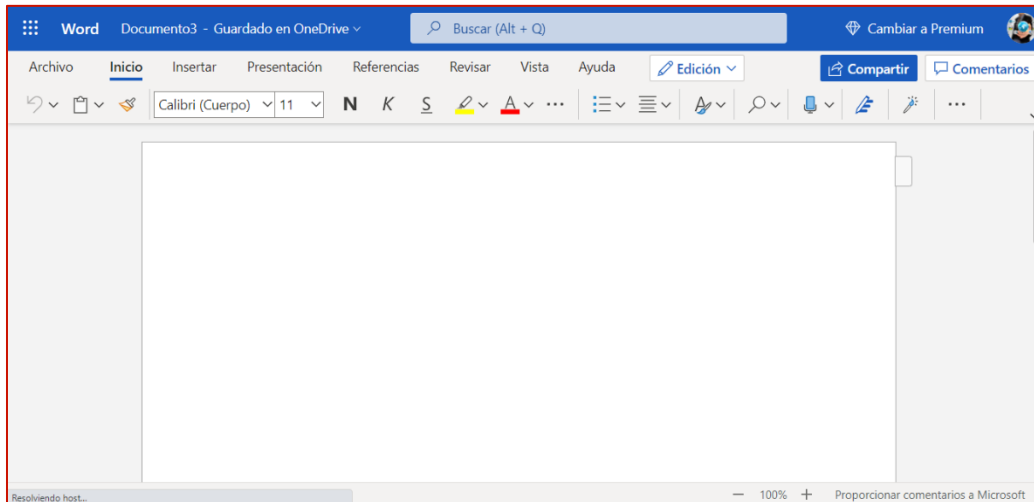 Word Documento3 - Guardado en OneDrive Buscar (Alt + Q) Cambiar a Premium
Archivo Inicio Insertar Presentación Referencias Revisar Vista Ayuda Edición Compartir Comentarios
Calibri (Cuerpo) 11 N K S A
Resolviendo host... 100% Proporcionar comentarios a Microsoft